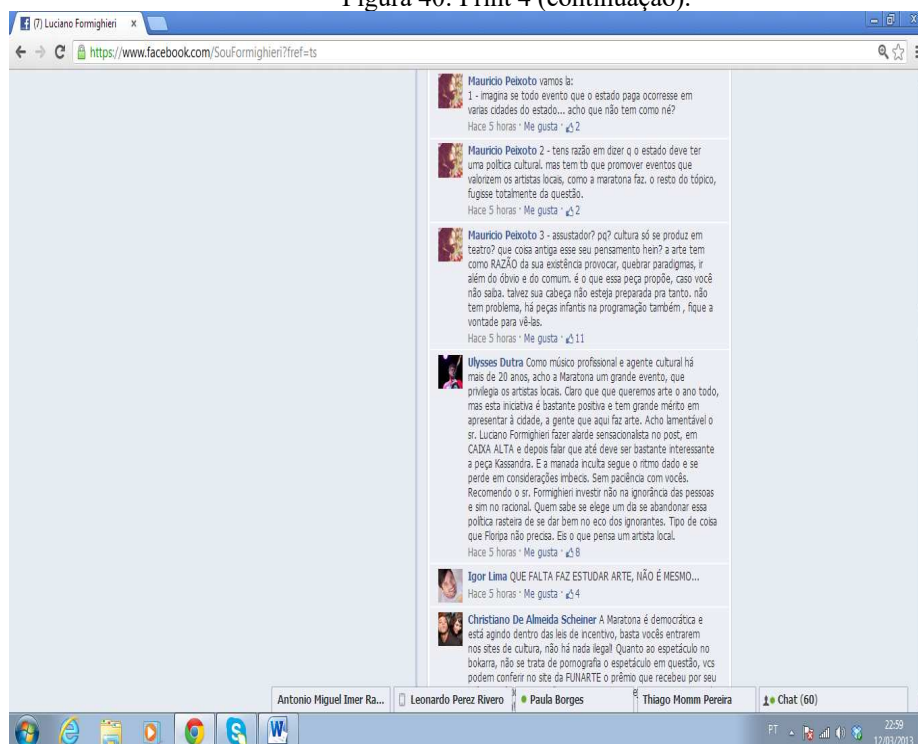 Figura 40: Print 4 (continuação).
(7) Luciano Formighieri
https://www.facebook.com/SouFormighieri?fref=ts
Mauricio Peixoto vamos la:
1 - imagina se todo evento que o estado paga ocorresse em
varias cidades do estado... acho que não tem como né?
Hace 5 horas · Me gusta · 2
Mauricio Peixoto 2 - tens razão em dizer q o estado deve ter
uma política cultural. mas tem tb que promover eventos que
valorizem os artistas locais, como a maratona faz. o resto do tópico,
fugisse totalmente da questão.
Hace 5 horas · Me gusta · 2
Mauricio Peixoto 3 - assustador? pq? cultura só se produz em
teatro? que coisa antiga esse seu pensamento hein? a arte tem
como RAZÃO da sua existência provocar, quebrar paradigmas, ir
além do óbvio e do comum. é o que essa peça propõe, caso você
não saiba. talvez sua cabeça não esteja preparada pra tanto. não
tem problema, há peças infantis na programação também , fique a
vontade para vê-las.
Hace 5 horas · Me gusta · 11
Ulysses Dutra Como músico profissional e agente cultural há
mais de 20 anos, acho a Maratona um grande evento, que
privilegia os artistas locais. Claro que que queremos arte o ano todo,
mas esta iniciativa é bastante positiva e tem grande mérito em
apresentar à cidade, a gente que aqui faz arte. Acho lamentável o
sr. Luciano Formighieri fazer alarde sensacionalista no post, em
CAIXA ALTA e depois falar que até deve ser bastante interessante
a peça Kassandra. E a manada inculta segue o ritmo dado e se
perde em considerações imbecis. Sem paciência com vocês.
Recomendo o sr. Formighieri investir não na ignorância das pessoas
e sim no racional. Quem sabe se elege um dia se abandonar essa
política rasteira de se dar bem no eco dos ignorantes. Tipo de coisa
que Floripa não precisa. Eis o que pensa um artista local.
Hace 5 horas · Me gusta · 8
Igor Lima QUE FALTA FAZ ESTUDAR ARTE, NÃO É MESMO...
Hace 5 horas · Me gusta · 4
Christiano De Almeida Scheiner A Maratona é democrática e
está agindo dentro das leis de incentivo, basta vocês entrarem
nos sites de cultura, não há nada ilegal! Quanto ao espetáculo no
bokarra, não se trata de pornografia o espetáculo em questão, vcs
podem conferir no site da FUNARTE o prêmio que recebeu por seu
Antonio Miguel Imer Ra...
Leonardo Perez Rivero
Paula Borges
Thiago Momm Pereira
Chat (60)
PT
22:59
12/03/2013